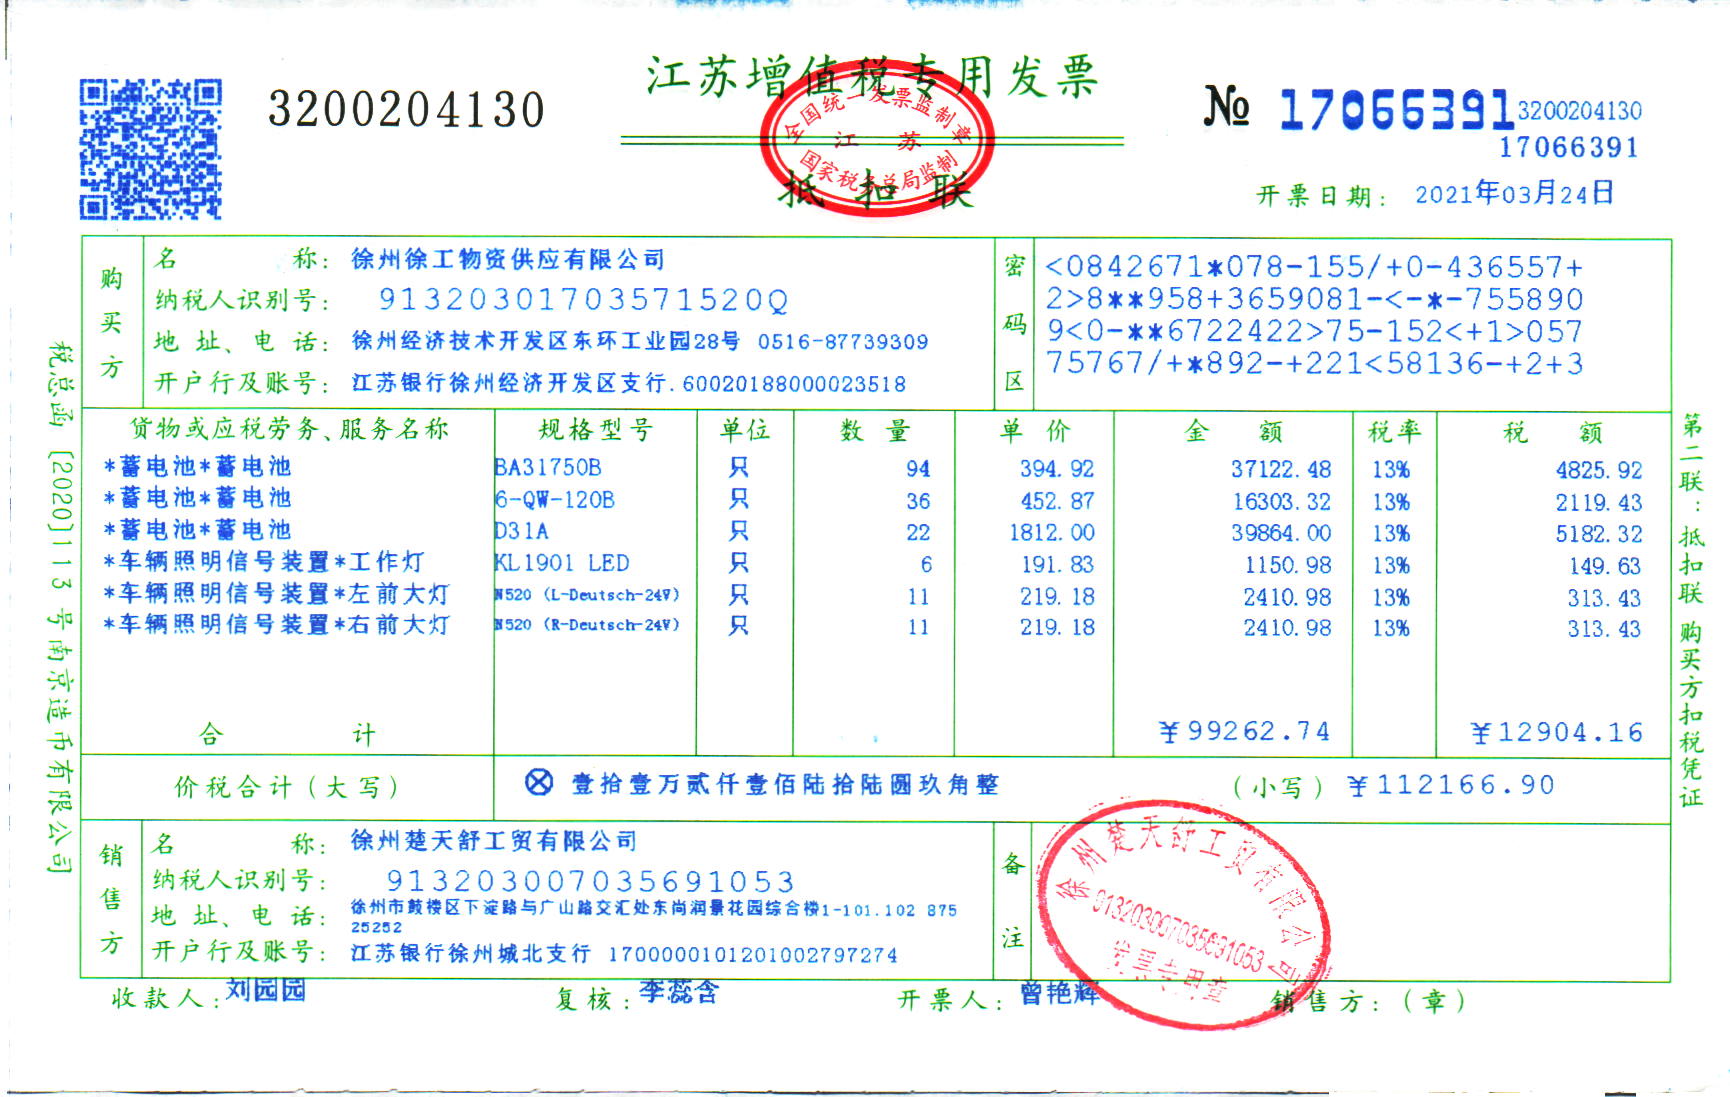 江苏增值税专用发票
3200204130
№ 17066391
3200204130
17066391
全国统一发票监制章
江苏
国家税务总局监制
抵扣联
开票日期: 2021年03月24日
购买方
名称: 徐州徐工物资供应有限公司
纳税人识别号: 91320301703571520Q
地址、电话: 徐州经济技术开发区东环工业园28号 0516-87739309
开户行及账号: 江苏银行徐州经济开发区支行.60020188000023518
密码区
<0842671*078-155/+0-436557+
2>8**958+3659081-<-*-755890
9<0-**6722422>75-152<+1>057
75767/+*892-+221<58136-+2+3
货物或应税劳务、服务名称 规格型号 单位 数量 单价 金额 税率 税额
*蓄电池*蓄电池 BA31750B 只 94 394.92 37122.48 13% 4825.92
*蓄电池*蓄电池 6-QW-120B 只 36 452.87 16303.32 13% 2119.43
*蓄电池*蓄电池 D31A 只 22 1812.00 39864.00 13% 5182.32
*车辆照明信号装置*工作灯 KL1901 LED 只 6 191.83 1150.98 13% 149.63
*车辆照明信号装置*左前大灯 N520 (L-Deutsch-24V) 只 11 219.18 2410.98 13% 313.43
*车辆照明信号装置*右前大灯 N520 (R-Deutsch-24V) 只 11 219.18 2410.98 13% 313.43
合计 ¥99262.74 ¥12904.16
价税合计(大写) ⊗ 壹拾壹万贰仟壹佰陆拾陆圆玖角整 (小写) ¥112166.90
销售方
名称: 徐州楚天舒工贸有限公司
纳税人识别号: 913203007035691053
地址、电话: 徐州市鼓楼区下淀路与广山路交汇处东尚润景花园综合楼1-101.102 875
25252
开户行及账号: 江苏银行徐州城北支行 1700000101201002797274
备注
徐州楚天舒工贸有限公司
913203007035691053
发票专用章
收款人: 刘园园 复核: 李蕊含 开票人: 曾艳辉 销售方:(章)
税总函[2020]113号南京造币有限公司
第二联:抵扣联 购买方扣税凭证